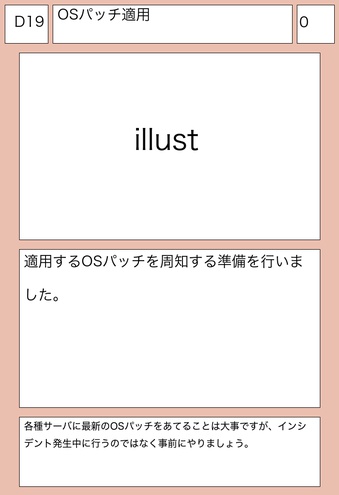 D19
OSパッチ適用
0
illust
適用するOSパッチを周知する準備を行いま
した。
各種サーバに最新のOSパッチをあてることは大事ですが、インシ
デント発生中に行うのではなく事前にやりましょう。